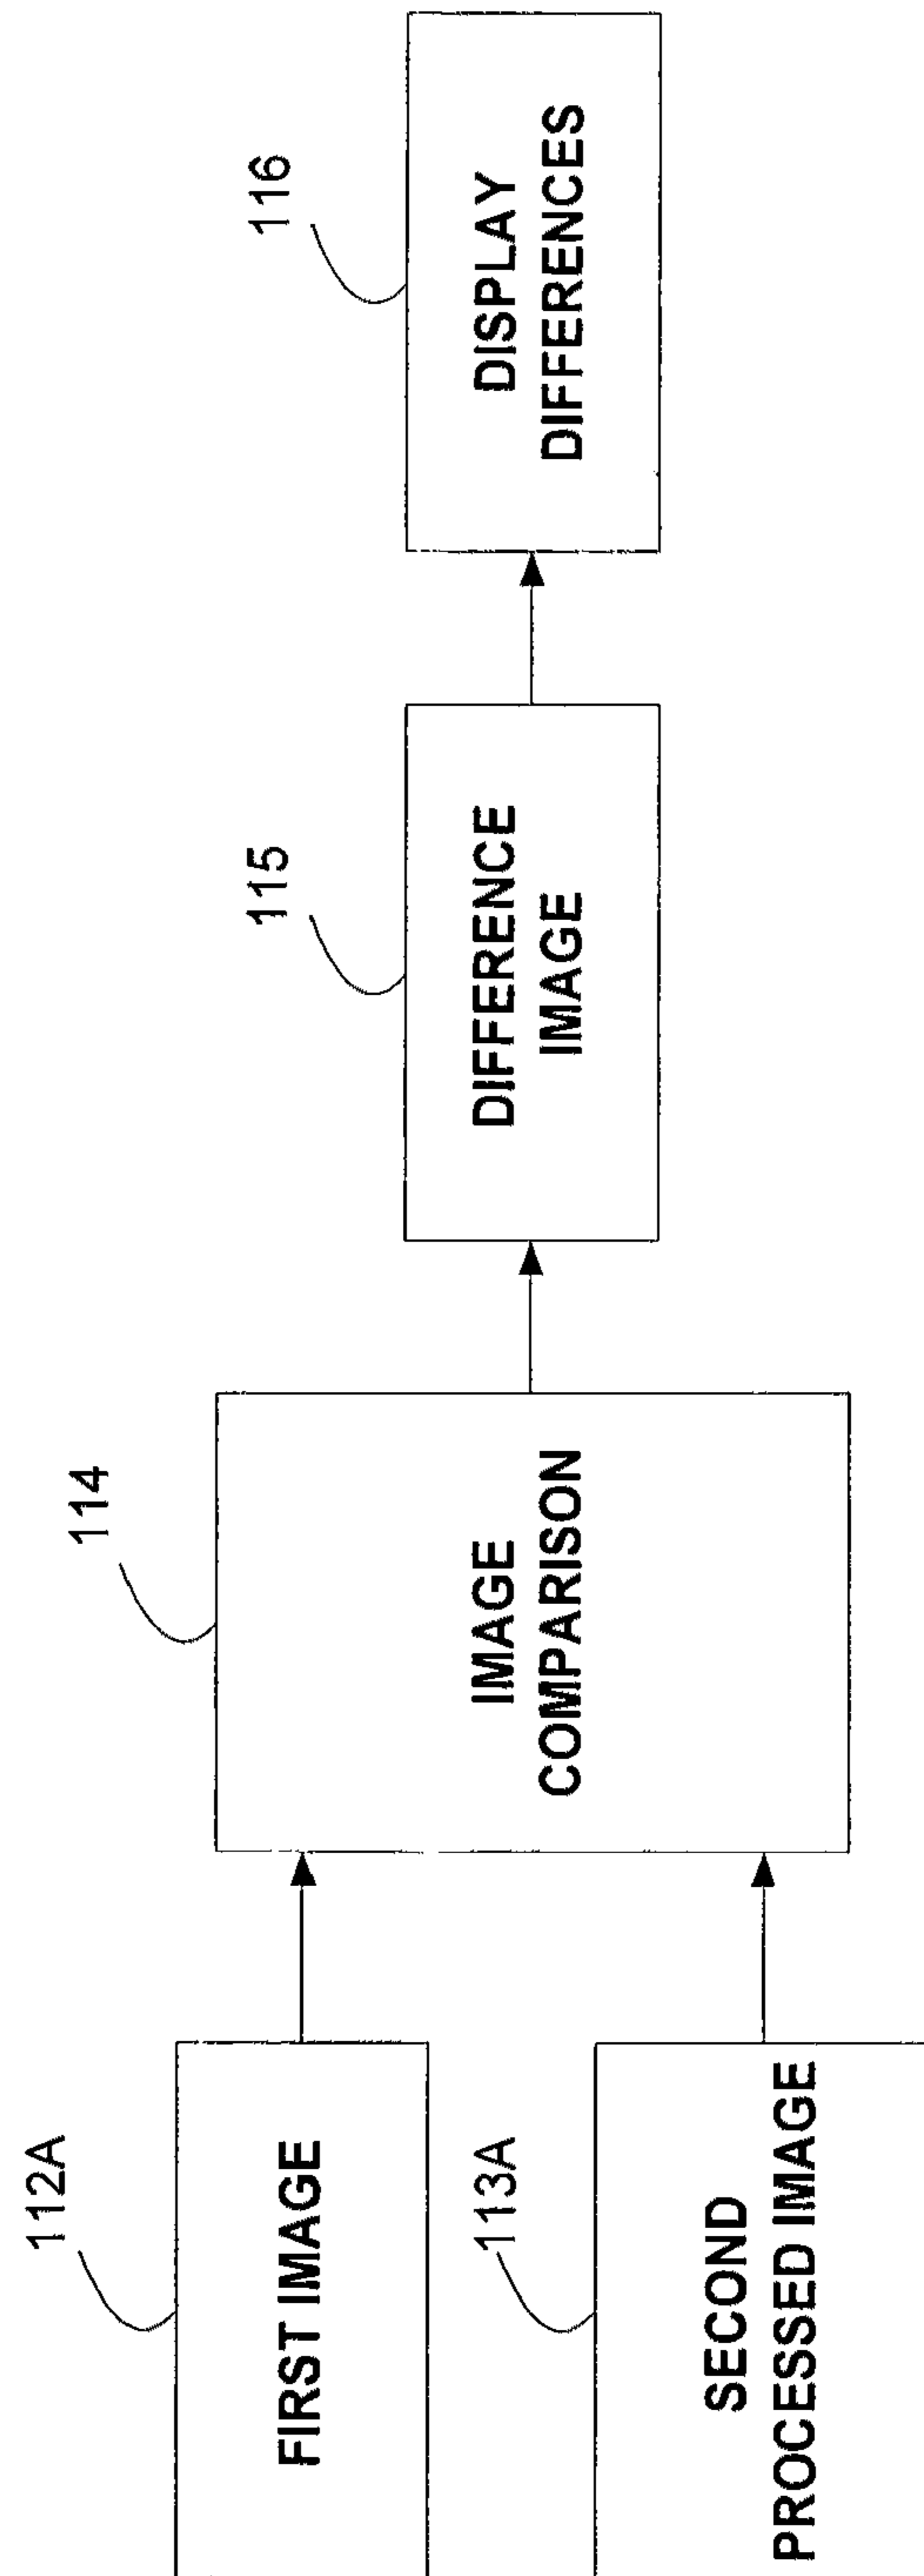 112A
FIRST IMAGE
113A
SECOND
PROCESSED IMAGE
114
IMAGE
COMPARISON
115
DIFFERENCE
IMAGE
116
DISPLAY
DIFFERENCES